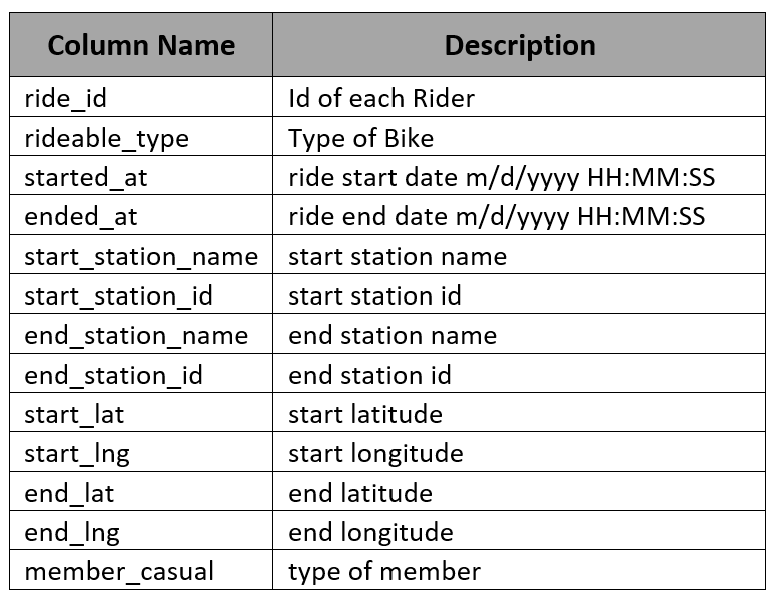 Column Name Description
ride_id Id of each Rider
rideable_type Type of Bike
started_at ride start date m/d/yyyy HH:MM:SS
ended_at ride end date m/d/yyyy HH:MM:SS
start_station_name start station name
start_station_id start station id
end_station_name end station name
end_station_id end station id
start_lat start latitude
start_lng start longitude
end_lat end latitude
end_lng end longitude
member_casual type of member